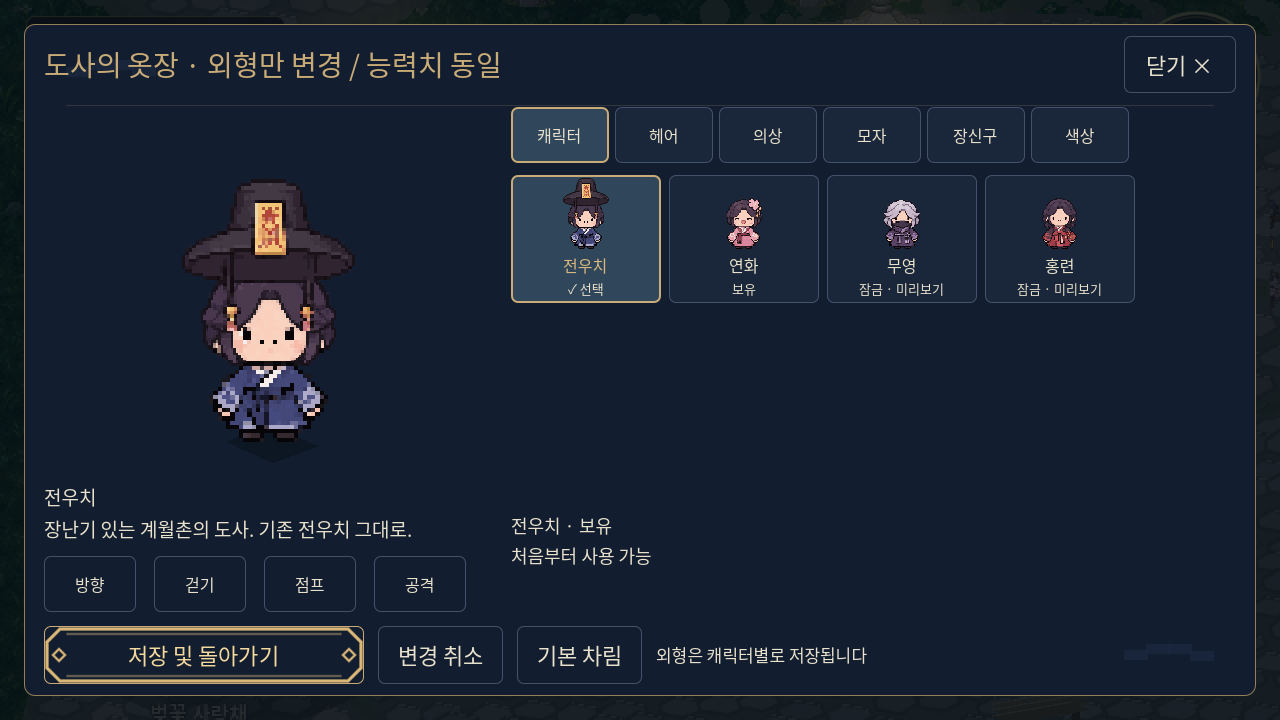 도사의 옷장 · 외형만 변경 / 능력치 동일
닫기 ×
캐릭터
헤어
의상
모자
장신구
색상
전우치
✓ 선택
연화
보유
무영
잠금 · 미리보기
홍련
잠금 · 미리보기
전우치
장난기 있는 계월촌의 도사. 기존 전우치 그대로.
전우치 · 보유
처음부터 사용 가능
방향
걷기
점프
공격
저장 및 돌아가기
변경 취소
기본 차림
외형은 캐릭터별로 저장됩니다